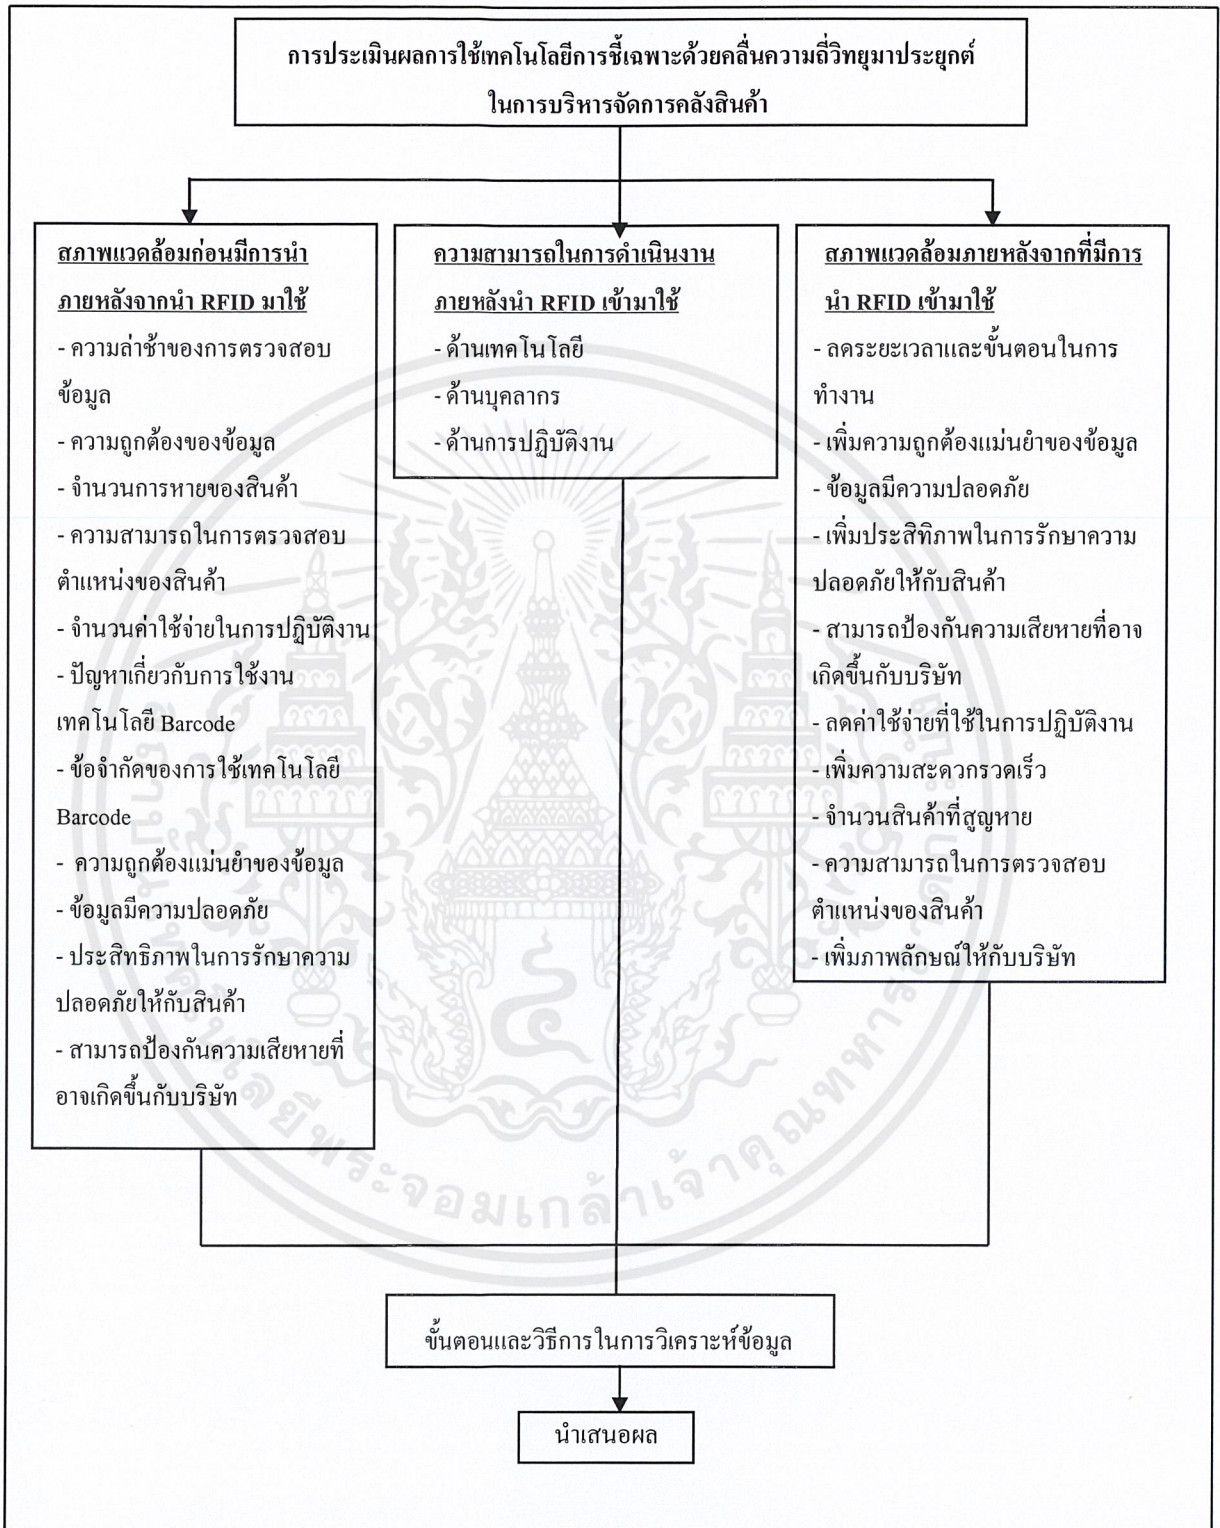 การประเมินผลการใช้เทคโนโลยีการชี้เฉพาะด้วยคลื่นความถี่วิทยุมาประยุกต์
ในการบริหารจัดการคลังสินค้า
สภาพแวดล้อมก่อนมีการนำ
ภายหลังจากนำ RFID มาใช้
- ความล่าช้าของการตรวจสอบ
ข้อมูล
- ความถูกต้องของข้อมูล
- จำนวนการหายของสินค้า
- ความสามารถในการตรวจสอบ
ตำแหน่งของสินค้า
- จำนวนค่าใช้จ่ายในการปฏิบัติงาน
- ปัญหาเกี่ยวกับการใช้งาน
เทคโนโลยี Barcode
- ข้อจำกัดของการใช้เทคโนโลยี
Barcode
- ความถูกต้องแม่นยำของข้อมูล
- ข้อมูลมีความปลอดภัย
- ประสิทธิภาพในการรักษาความ
ปลอดภัยให้กับสินค้า
- สามารถป้องกันความเสียหายที่
อาจเกิดขึ้นกับบริษัท
ความสามารถในการดำเนินงาน
ภายหลังนำ RFID เข้ามาใช้
- ด้านเทคโนโลยี
- ด้านบุคลากร
- ด้านการปฏิบัติงาน
สภาพแวดล้อมภายหลังจากที่มีการ
นำ RFID เข้ามาใช้
- ลดระยะเวลาและขั้นตอนในการ
ทำงาน
- เพิ่มความถูกต้องแม่นยำของข้อมูล
- ข้อมูลมีความปลอดภัย
- เพิ่มประสิทิภาพในการรักษาความ
ปลอดภัยให้กับสินค้า
- สามารถป้องกันความเสียหายที่อาจ
เกิดขึ้นกับบริษัท
- ลดค่าใช้จ่ายที่ใช้ในการปฏิบัติงาน
- เพิ่มความสะดวกรวดเร็ว
- จำนวนสินค้าที่สูญหาย
- ความสามารถในการตรวจสอบ
ตำแหน่งของสินค้า
- เพิ่มภาพลักษณ์ให้กับบริษัท
ขั้นตอนและวิธีการในการวิเคราะห์ข้อมูล
นำเสนอผล